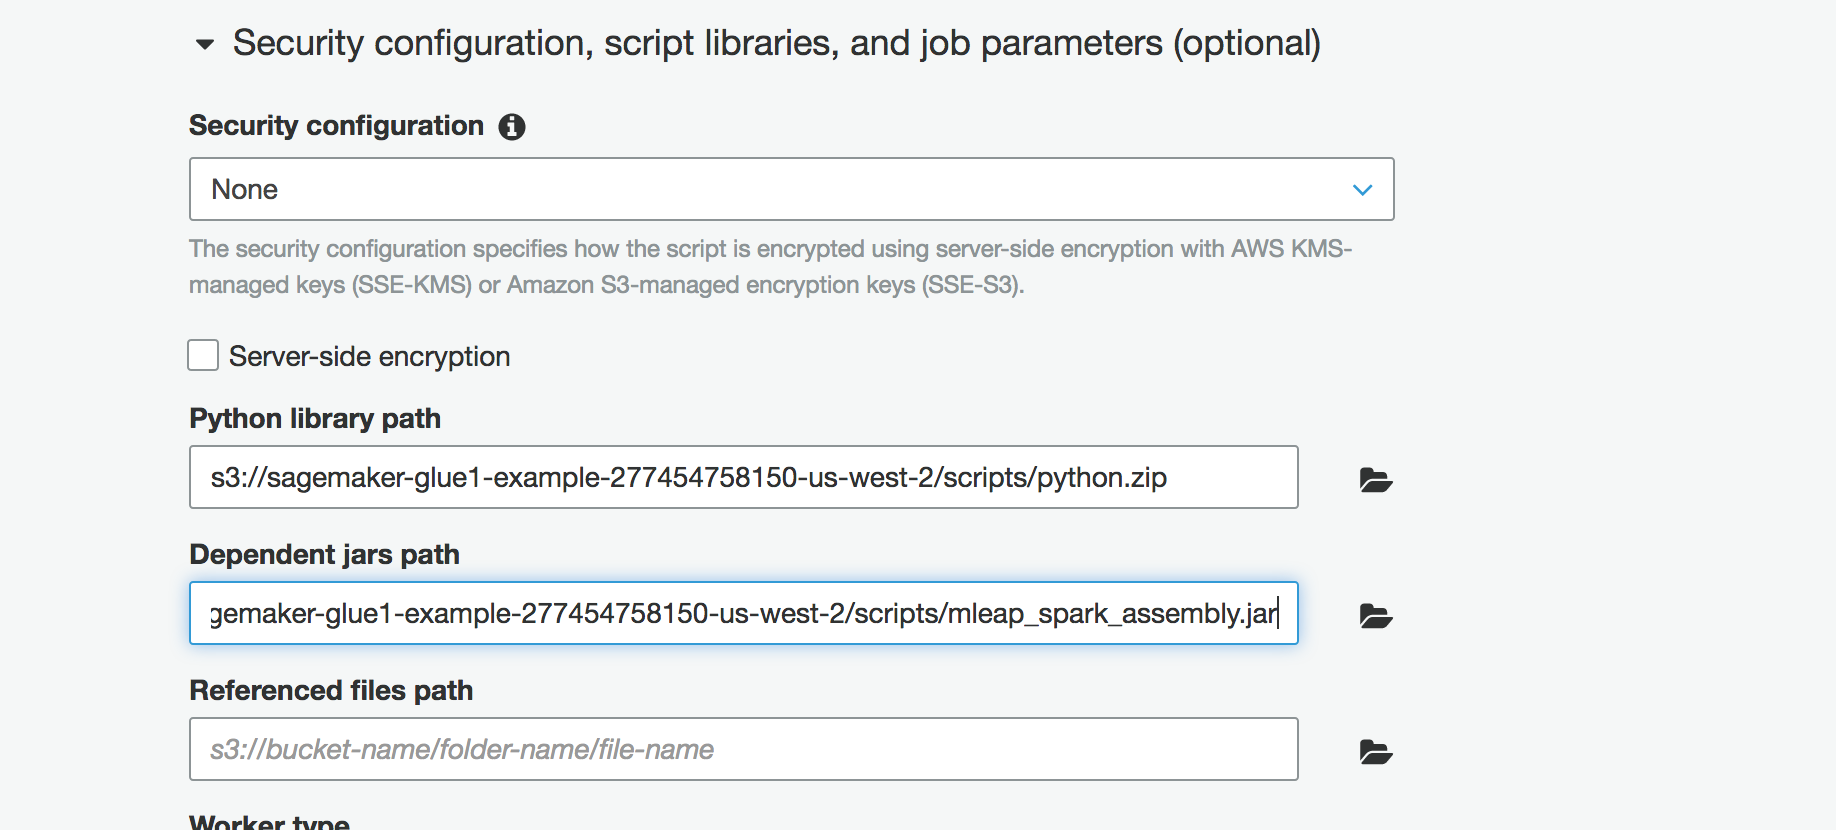 Security configuration, script libraries, and job parameters (optional)
Security configuration
None
The security configuration specifies how the script is encrypted using server-side encryption with AWS KMS-
managed keys (SSE-KMS) or Amazon S3-managed encryption keys (SSE-S3).
Server-side encryption
Python library path
s3://sagemaker-glue1-example-277454758150-us-west-2/scripts/python.zip
Dependent jars path
gemaker-glue1-example-277454758150-us-west-2/scripts/mleap_spark_assembly.jar
Referenced files path
s3://bucket-name/folder-name/file-name
Worker type